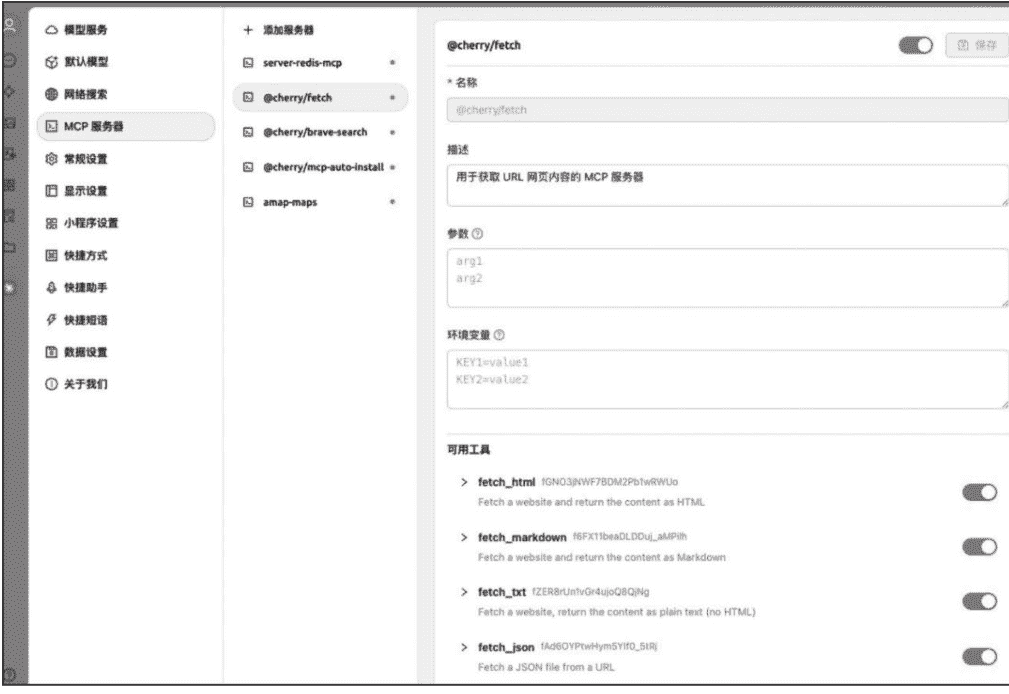 模型服务
默认模型
网络搜索
MCP 服务器
常规设置
显示设置
小程序设置
快捷方式
快捷助手
快捷短语
数据设置
关于我们
添加服务器
server-redis-mcp
@cherry/fetch
@cherry/brave-search
@cherry/mcp-auto-install
amap-maps
@cherry/fetch
保存
* 名称
@cherry/fetch
描述
用于获取 URL 网页内容的 MCP 服务器
参数
arg1
arg2
环境变量
KEY1=value1
KEY2=value2
可用工具
fetch_html
Fetch a website and return the content as HTML
fetch_markdown
Fetch a website and return the content as Markdown
fetch_txt
Fetch a website, return the content as plain text (no HTML)
fetch_json
Fetch a JSON file from a URL